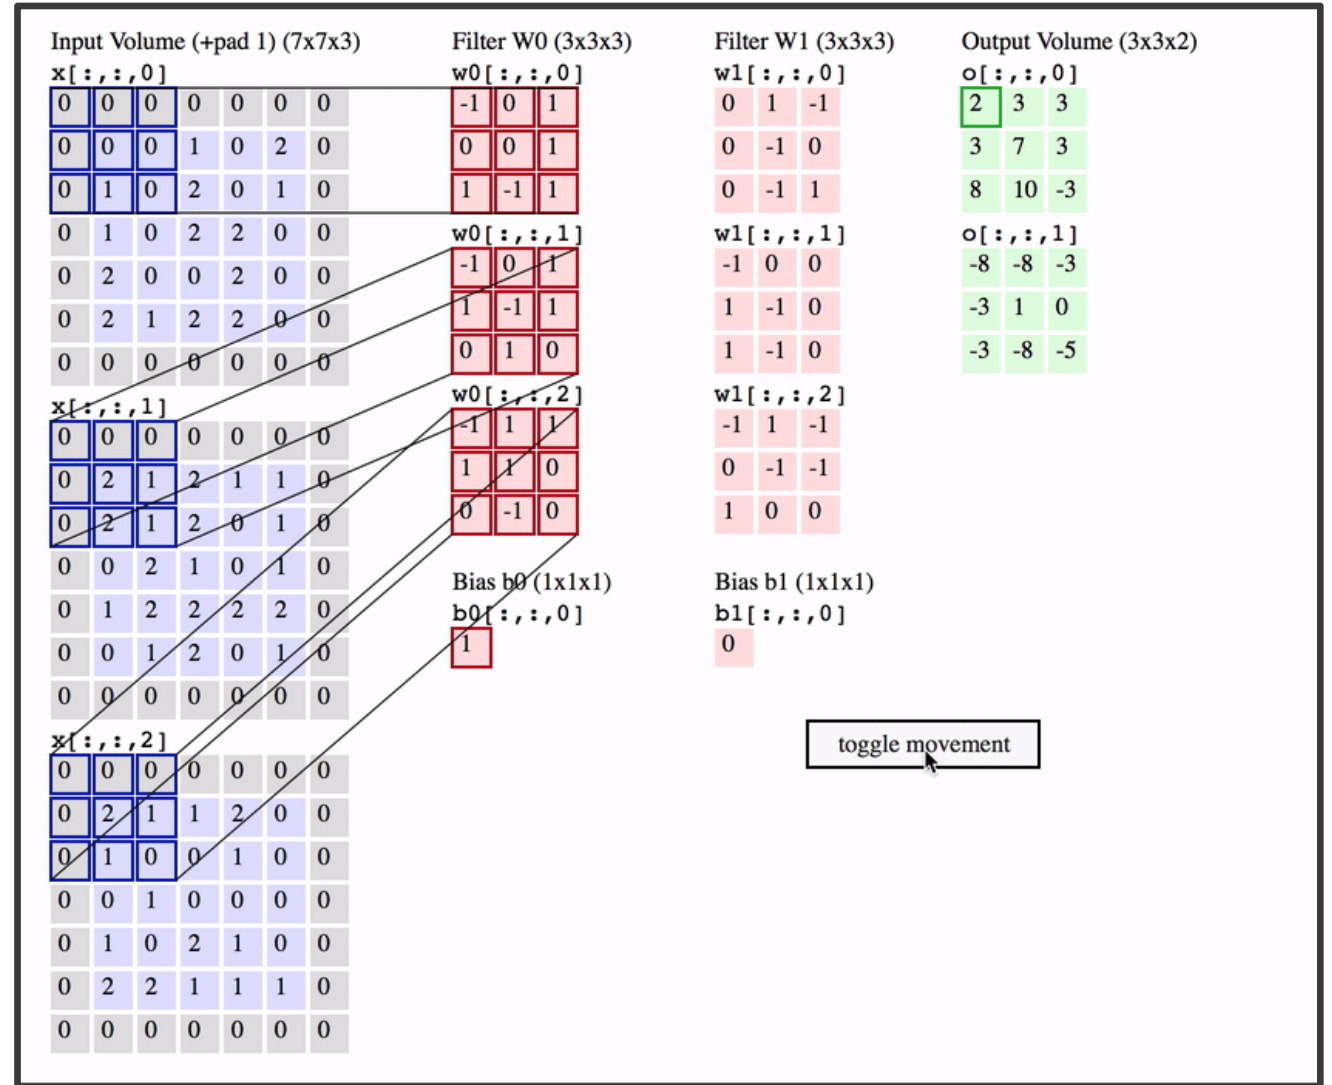 Input Volume (+pad 1) (7x7x3)
x[:,:,0]
0 0 0 0 0 0 0
0 0 0 1 0 2 0
0 1 0 2 0 1 0
0 1 0 2 2 0 0
0 2 0 0 2 0 0
0 2 1 2 2 0 0
0 0 0 0 0 0 0
x[:,:,1]
0 0 0 0 0 0 0
0 2 1 2 1 1 0
0 2 1 2 0 1 0
0 0 2 1 0 1 0
0 1 2 2 2 2 0
0 0 1 2 0 1 0
0 0 0 0 0 0 0
x[:,:,2]
0 0 0 0 0 0 0
0 2 1 1 2 0 0
0 1 0 0 1 0 0
0 0 1 0 0 0 0
0 1 0 2 1 0 0
0 2 2 1 1 1 0
0 0 0 0 0 0 0
Filter W0 (3x3x3)
w0[:,:,0]
-1 0 1
0 0 1
1 -1 1
w0[:,:,1]
-1 0 1
1 -1 1
0 1 0
w0[:,:,2]
-1 1 1
1 1 0
0 -1 0
Bias b0 (1x1x1)
b0[:,:,0]
1
Filter W1 (3x3x3)
w1[:,:,0]
0 1 -1
0 -1 0
0 -1 1
w1[:,:,1]
-1 0 0
1 -1 0
1 -1 0
w1[:,:,2]
-1 1 -1
0 -1 -1
1 0 0
Bias b1 (1x1x1)
b1[:,:,0]
0
Output Volume (3x3x2)
o[:,:,0]
2 3 3
3 7 3
8 10 -3
o[:,:,1]
-8 -8 -3
-3 1 0
-3 -8 -5
toggle movement